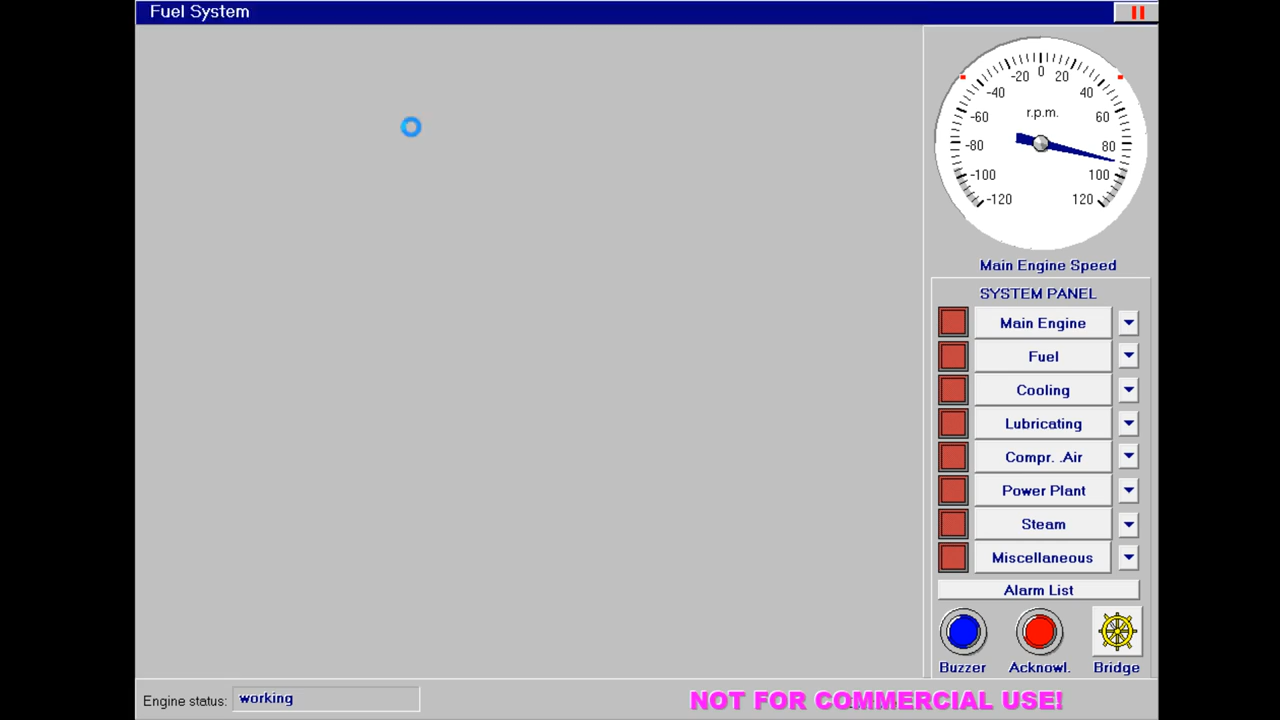 Fuel System
0
-20 20
-40 40
r.p.m.
-60 60
-80 80
-100 100
-120 120
Main Engine Speed
SYSTEM PANEL
Main Engine
Fuel
Cooling
Lubricating
Compr. .Air
Power Plant
Steam
Miscellaneous
Alarm List
Buzzer Acknowl. Bridge
Engine status: working
NOT FOR COMMERCIAL USE!